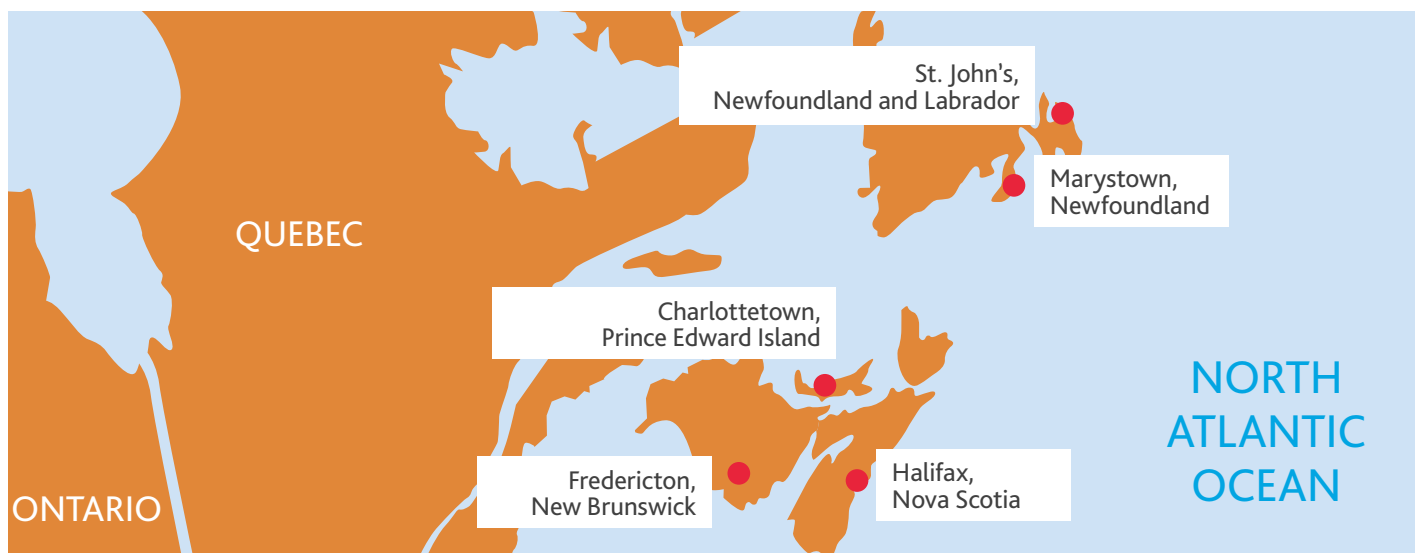 St. John’s,
Newfoundland and Labrador
Marystown,
Newfoundland
QUEBEC
Charlottetown,
Prince Edward Island
NORTH
ATLANTIC
OCEAN
Fredericton,
New Brunswick
Halifax,
Nova Scotia
ONTARIO